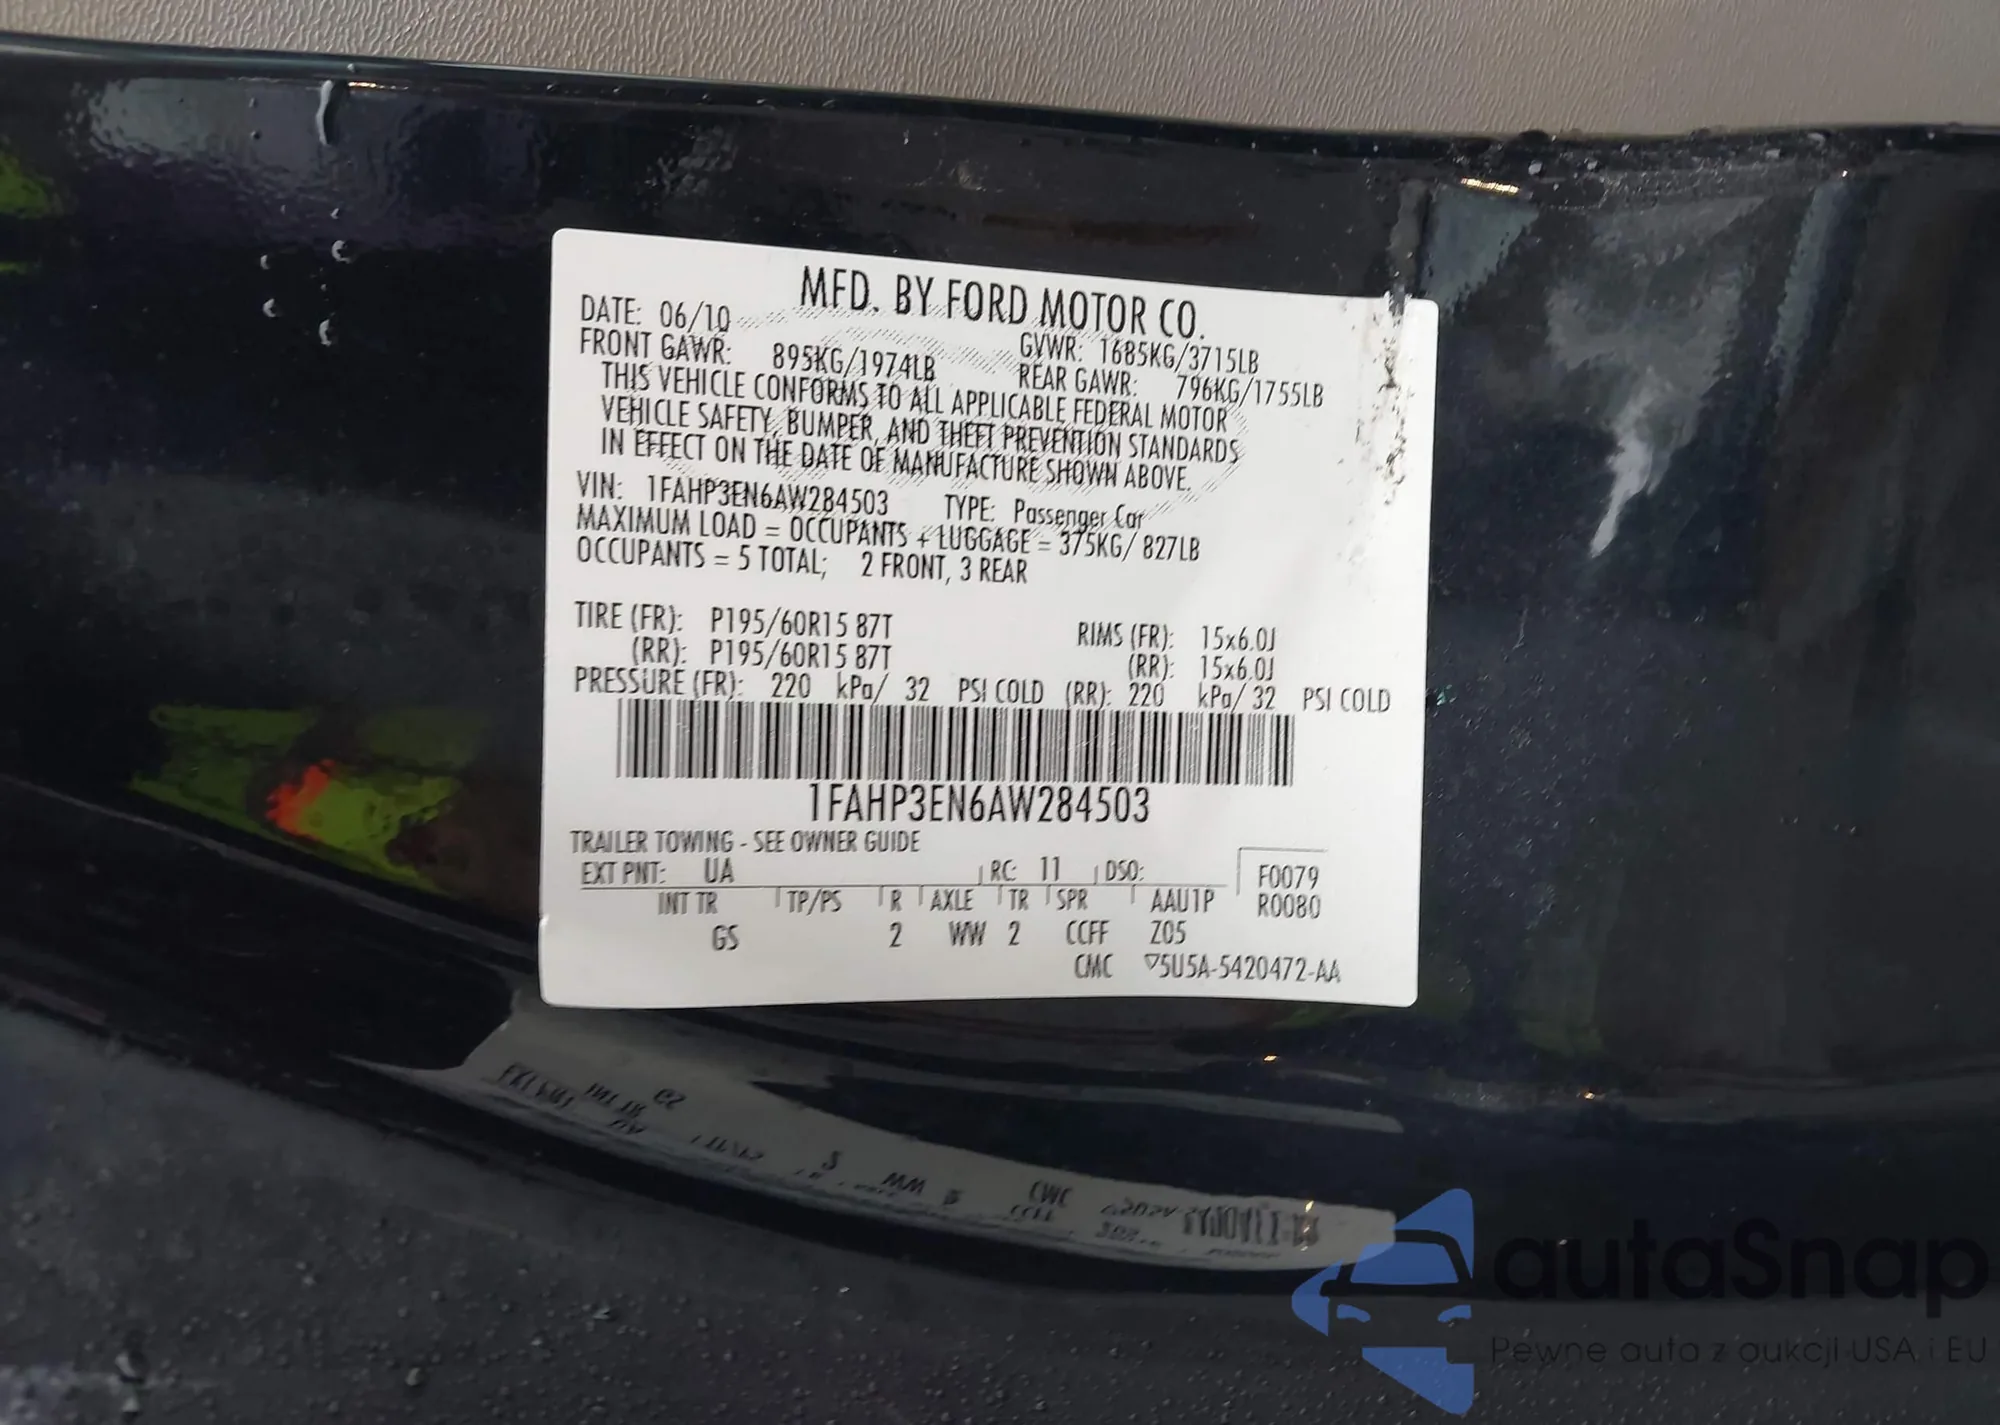 MFD. BY FORD MOTOR CO.
DATE: 06/10 GVWR: 1685KG/3715LB
FRONT GAWR: 895KG/1974LB REAR GAWR: 796KG/1755LB
THIS VEHICLE CONFORMS TO ALL APPLICABLE FEDERAL MOTOR
VEHICLE SAFETY, BUMPER, AND THEFT PREVENTION STANDARDS
IN EFFECT ON THE DATE OF MANUFACTURE SHOWN ABOVE.
VIN: 1FAHP3EN6AW284503 TYPE: Passenger Car
MAXIMUM LOAD = OCCUPANTS + LUGGAGE = 375KG/ 827LB
OCCUPANTS = 5 TOTAL; 2 FRONT, 3 REAR
TIRE (FR): P195/60R15 87T RIMS (FR): 15x6.0J
(RR): P195/60R15 87T (RR): 15x6.0J
PRESSURE (FR): 220 kPa/ 32 PSI COLD (RR): 220 kPa/ 32 PSI COLD
1FAHP3EN6AW284503
TRAILER TOWING - SEE OWNER GUIDE
EXT PNT: UA RC: 11 DSO: F0079
INT TR TP/PS R AXLE TR SPR AAU1P R0080
GS 2 WW 2 CCFF Z05
CMC ▽5U5A-5420472-AA
autaSnap
Pewne auta z aukcji USA i EU